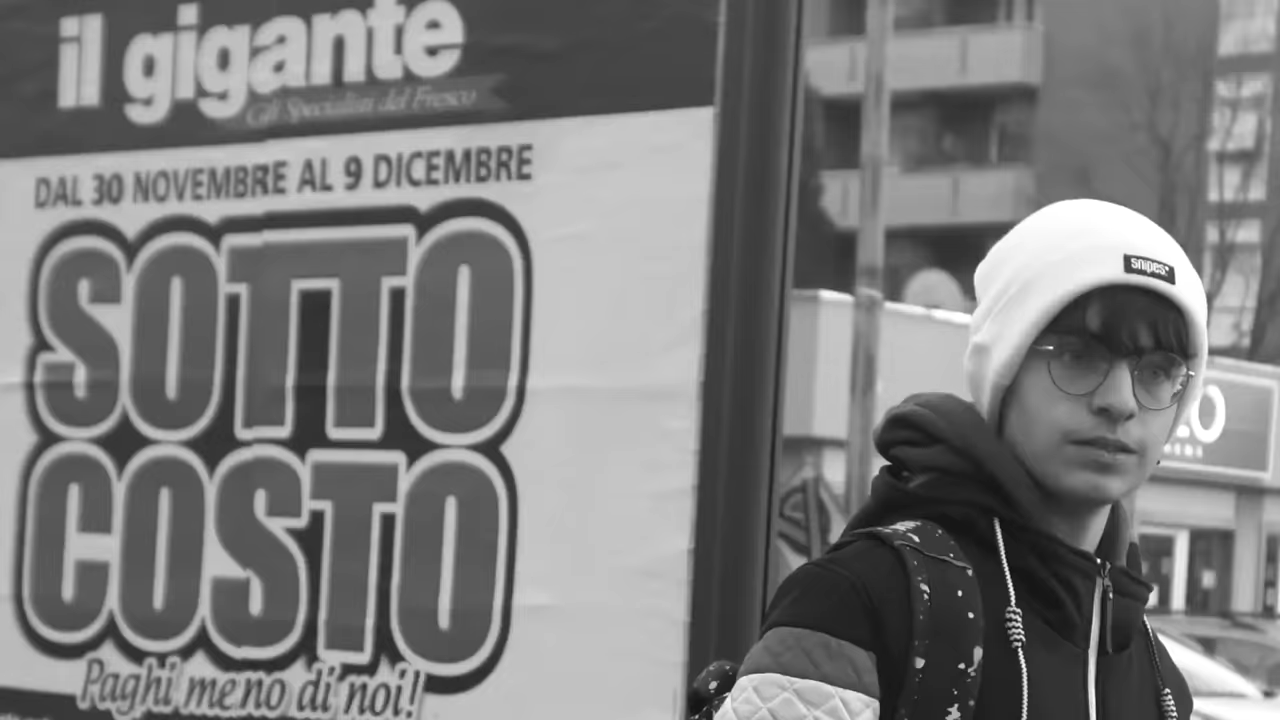 il gigante
Gli Specialisti del Fresco
DAL 30 NOVEMBRE AL 9 DICEMBRE
SOTTO
COSTO
Paghi meno di noi!
snipes